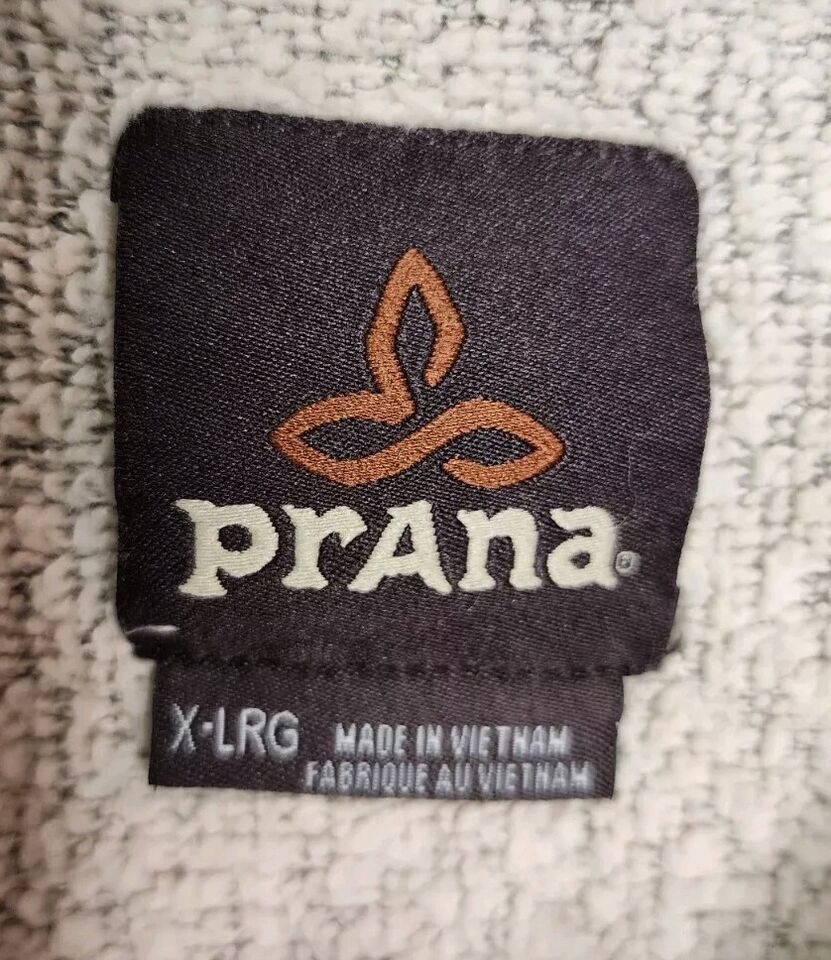 prAna®
X-LRG
MADE IN VIETNAM
FABRIQUE AU VIETNAM